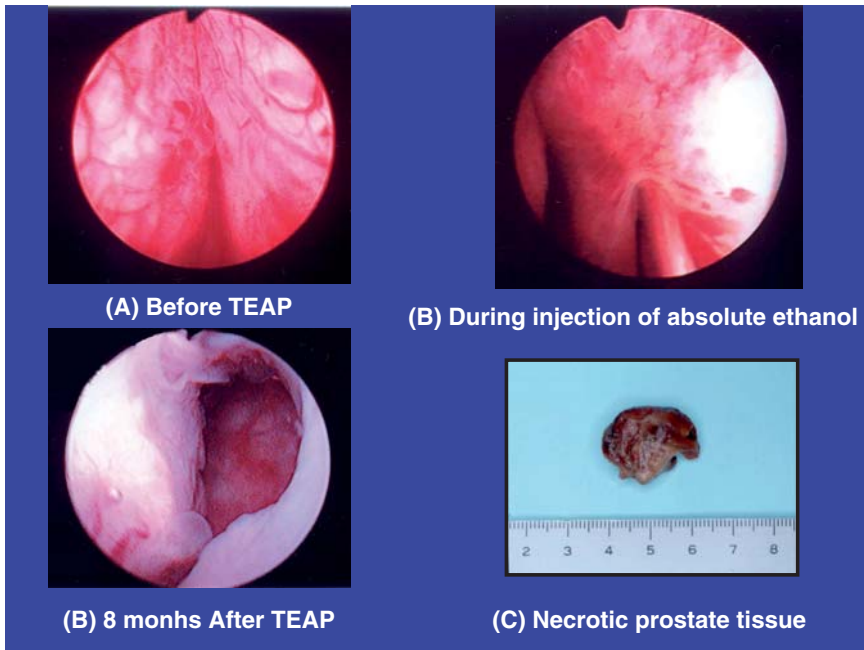 (A) Before TEAP
(B) During injection of absolute ethanol
(B) 8 monhs After TEAP
2 3 4 5 6 7 8
(C) Necrotic prostate tissue